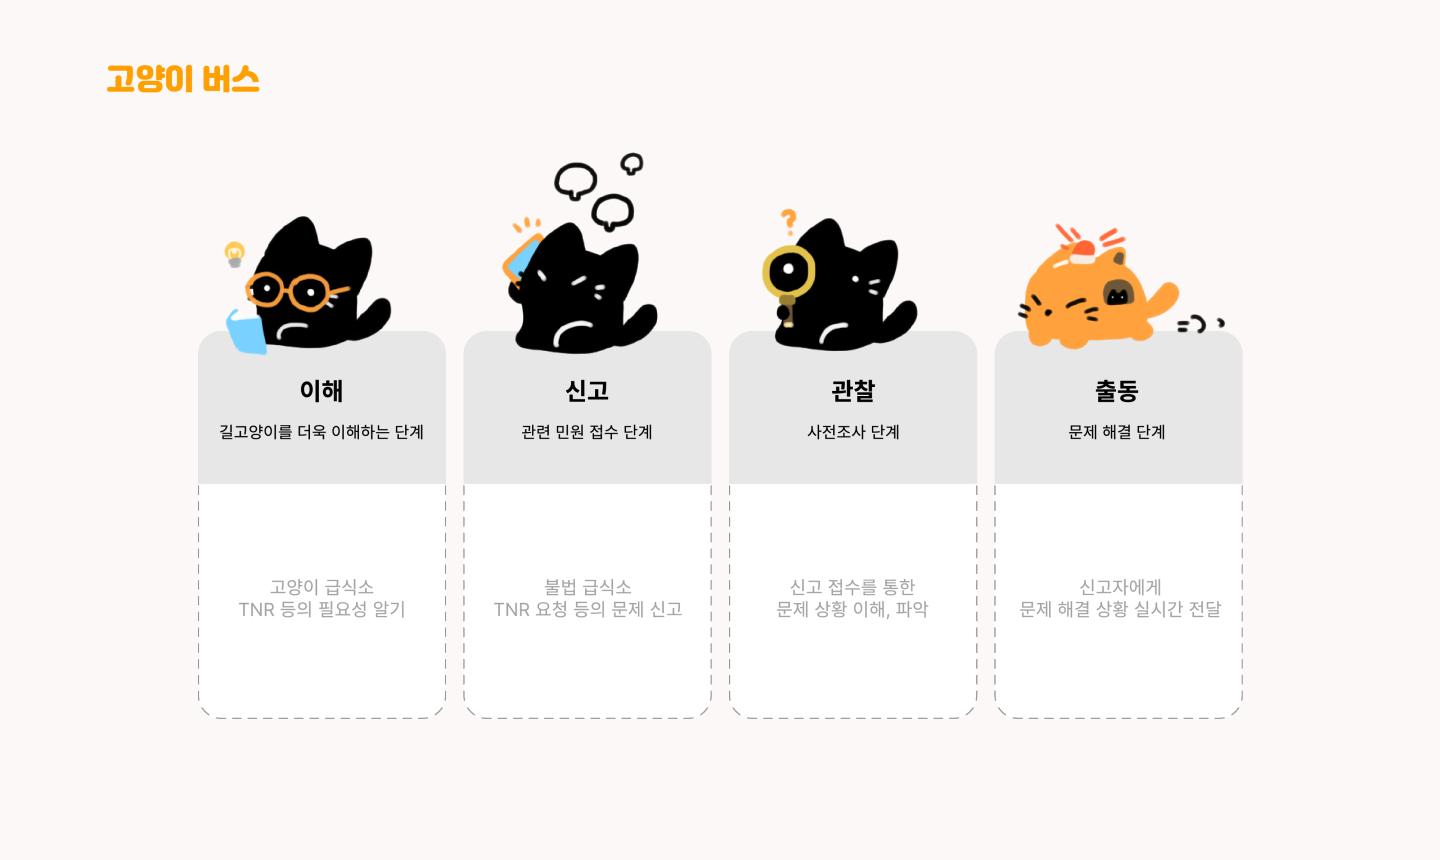 고양이 버스
이해
길고양이를 더욱 이해하는 단계
고양이 급식소
TNR 등의 필요성 알기
신고
관련 민원 접수 단계
불법 급식소
TNR 요청 등의 문제 신고
관찰
사전조사 단계
신고 접수를 통한
문제 상황 이해, 파악
출동
문제 해결 단계
신고자에게
문제 해결 상황 실시간 전달